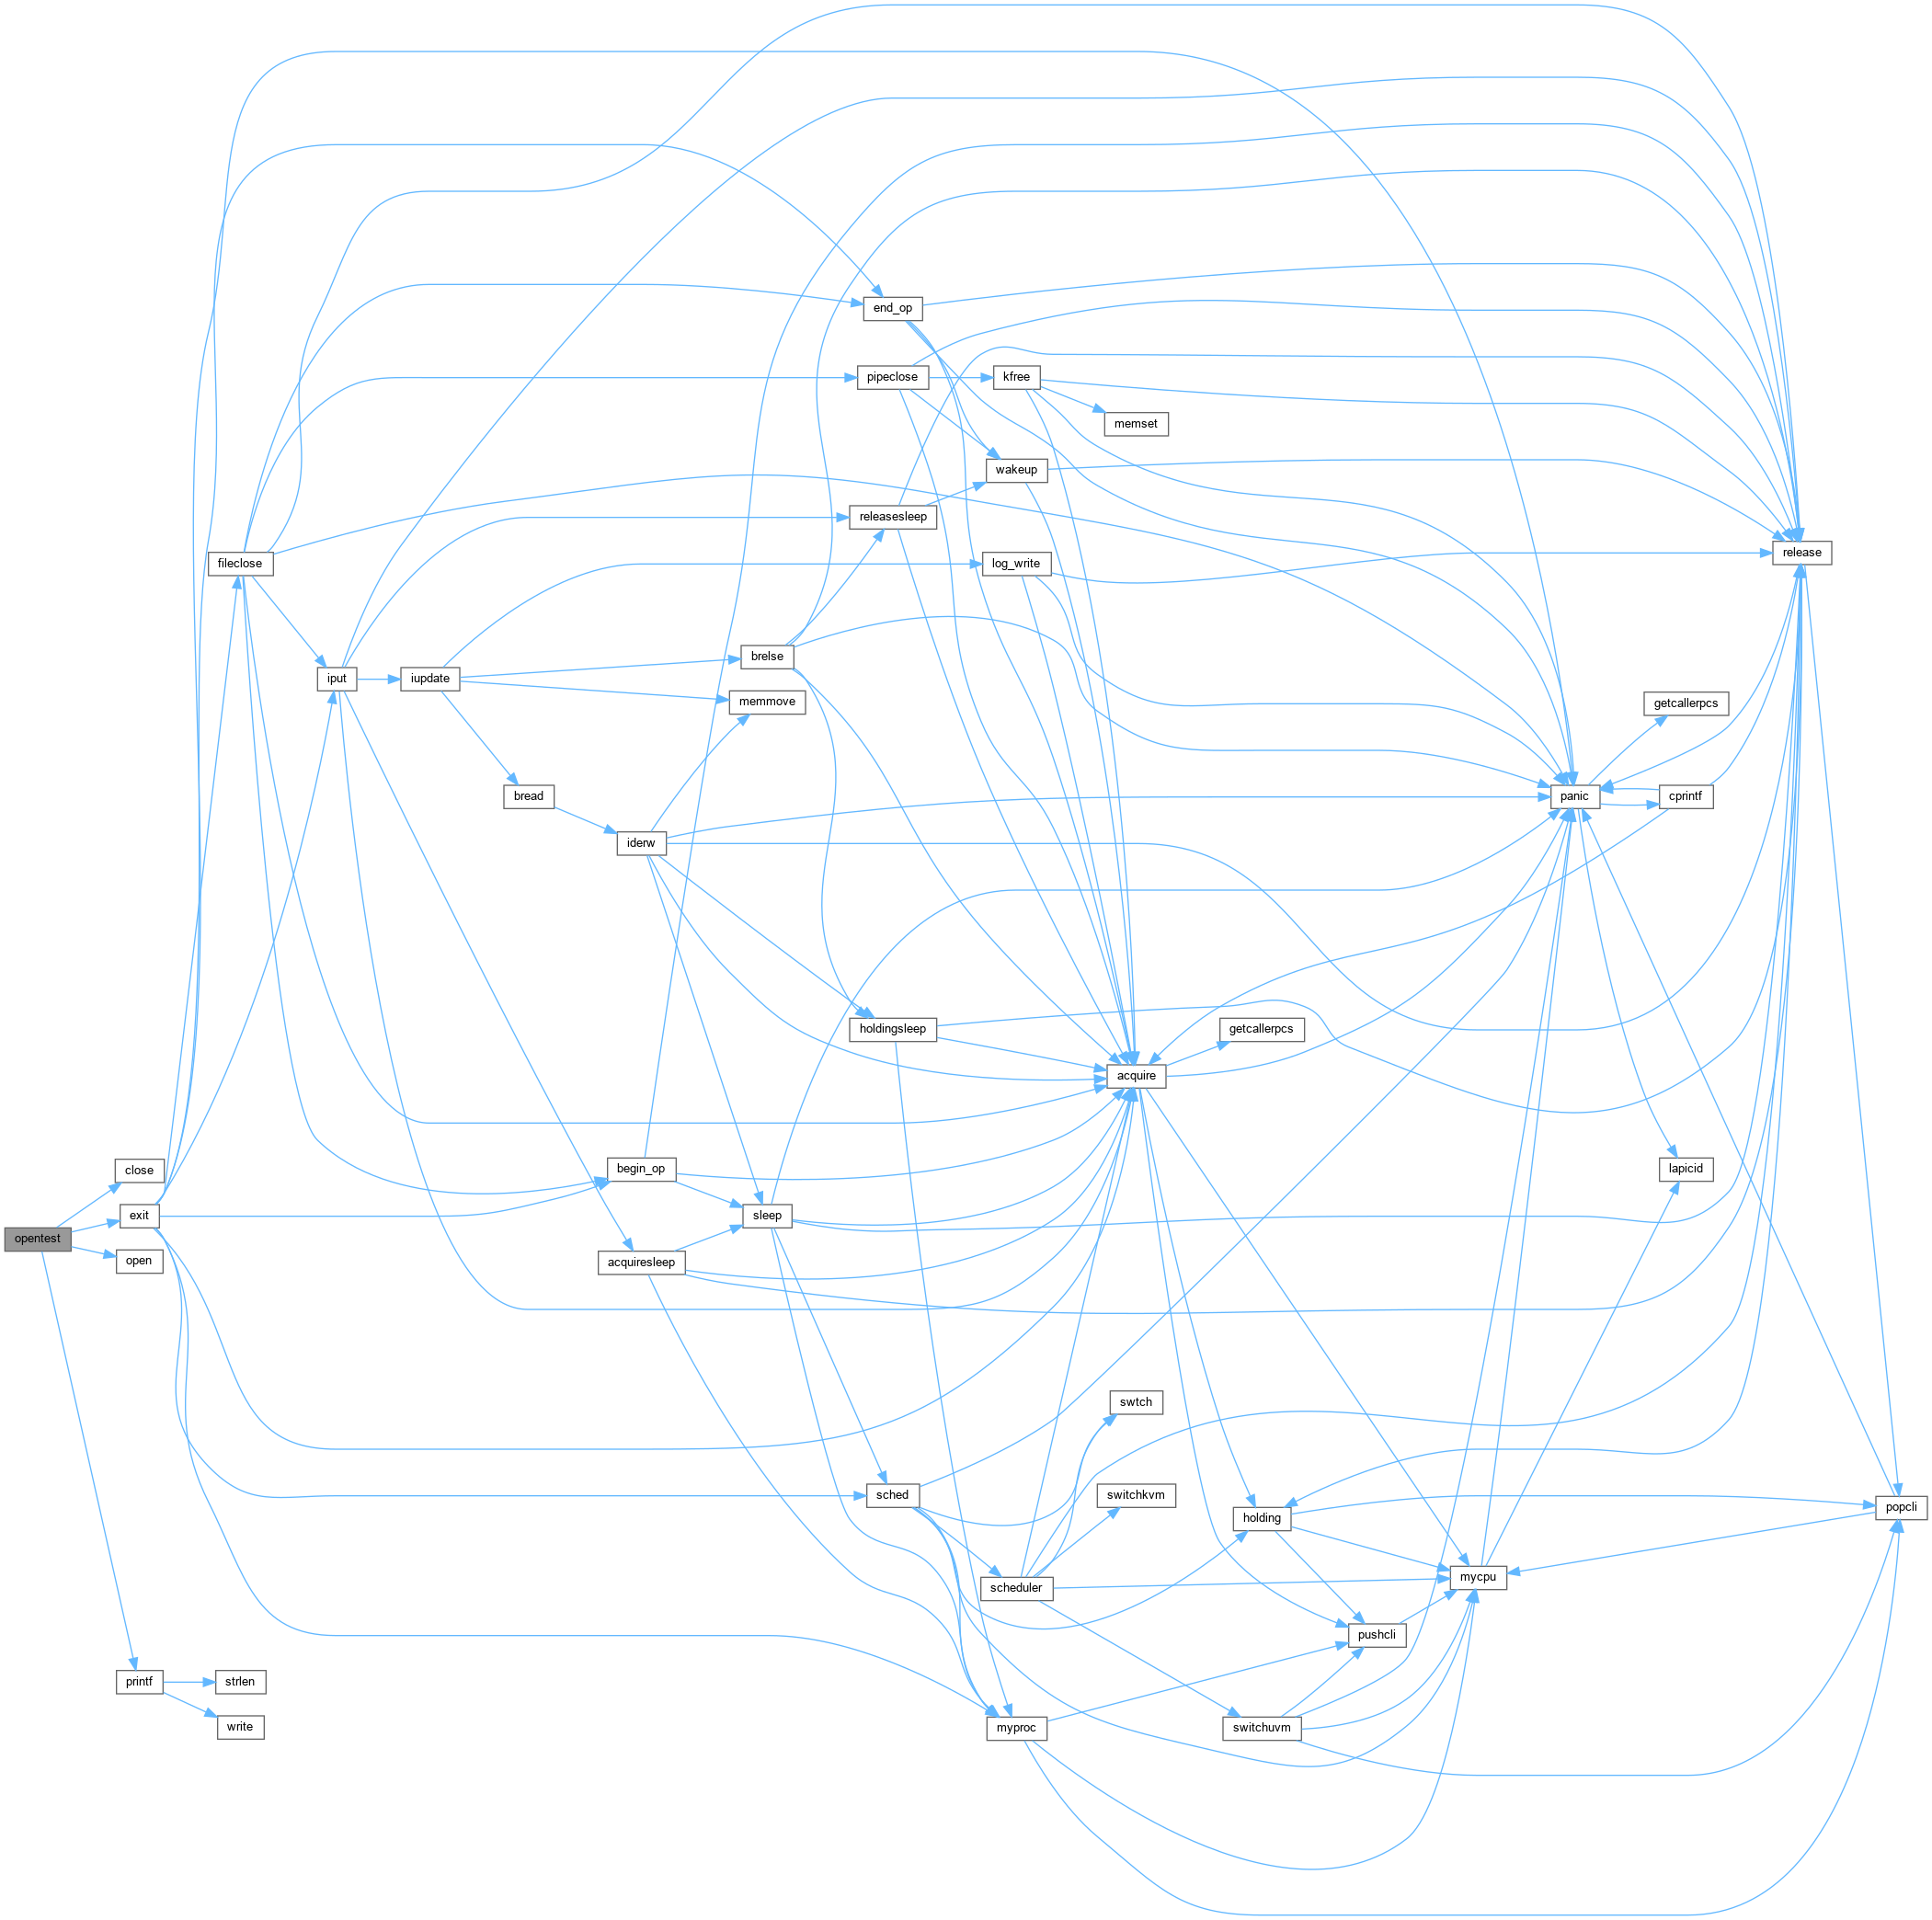 end_op
pipeclose
kfree
memset
wakeup
releasesleep
fileclose
log_write
release
brelse
iput
iupdate
memmove
getcallerpcs
bread
panic
cprintf
iderw
holdingsleep
getcallerpcs
acquire
close
begin_op
lapicid
exit
sleep
opentest
open
acquiresleep
swtch
sched
switchkvm
popcli
holding
mycpu
scheduler
pushcli
printf
strlen
write
myproc
switchuvm